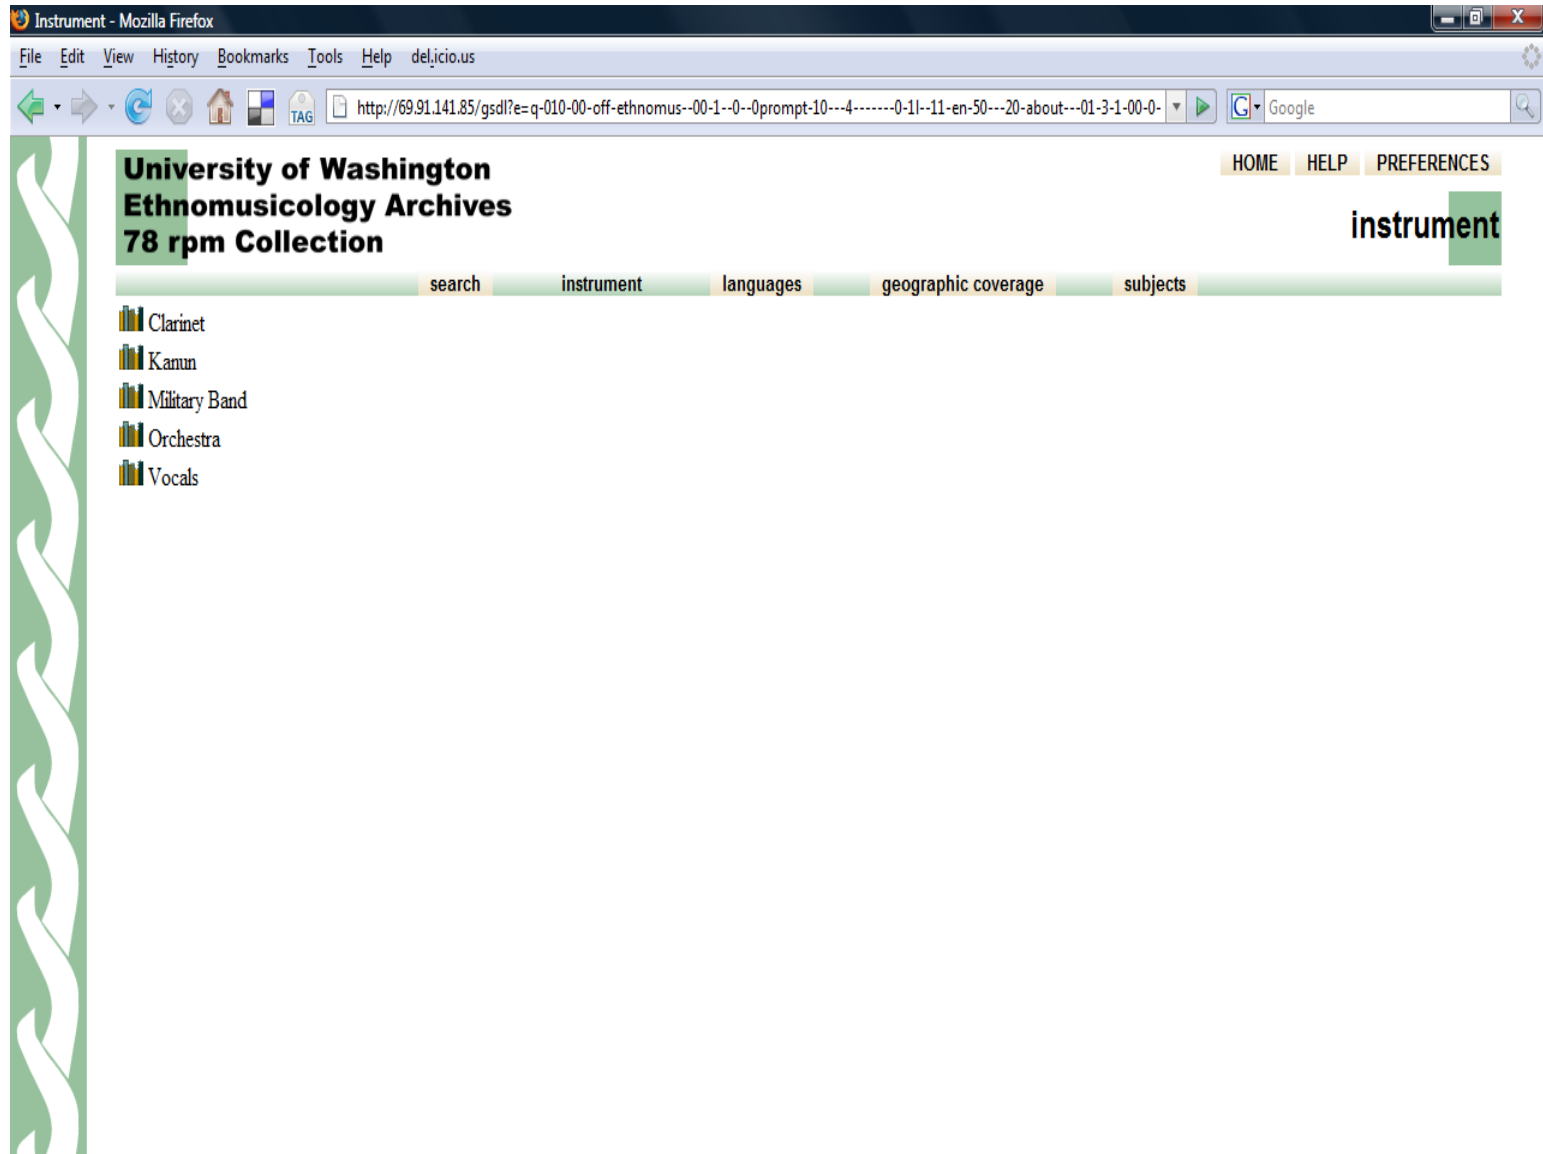 Instrument - Mozilla Firefox
File Edit View History Bookmarks Tools Help del.icio.us
TAG http://69.91.141.85/gsdl?e=q-010-00-off-ethnomus--00-1--0--0prompt-10---4-------0-1l--11-en-50---20-about---01-3-1-00-0- G Google
University of Washington
Ethnomusicology Archives
78 rpm Collection
HOME HELP PREFERENCES
instrument
search instrument languages geographic coverage subjects
Clarinet
Kanun
Military Band
Orchestra
Vocals